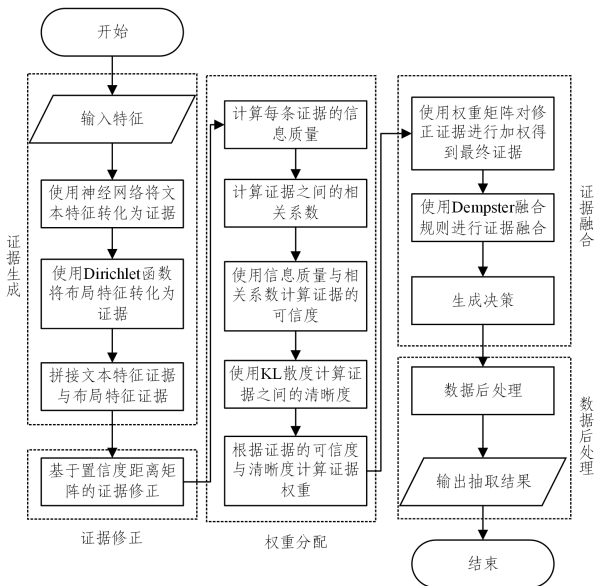 开始
输入特征
使用神经网络将文
本特征转化为证据
使用Dirichlet函数
将布局特征转化为
证据
拼接文本特征证据
与布局特征证据
证据生成
基于置信度距离矩
阵的证据修正
证据修正
计算每条证据的信
息质量
计算证据之间的相
关系数
使用信息质量与相
关系数计算证据的
可信度
使用KL散度计算证
据之间的清晰度
根据证据的可信度
与清晰度计算证据
权重
权重分配
使用权重矩阵对修
正证据进行加权得
到最终证据
使用Dempster融合
规则进行证据融合
生成决策
证据融合
数据后处理
输出抽取结果
数据后处理
结束